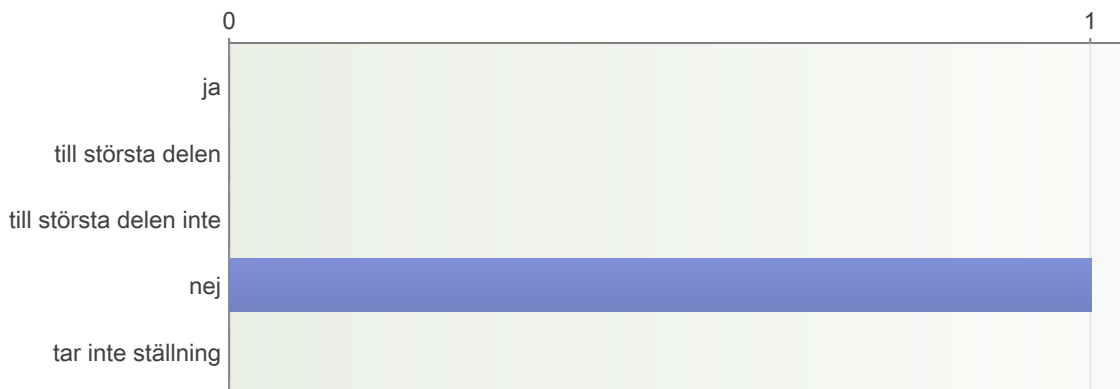 0 1
ja
till största delen
till största delen inte
nej
tar inte ställning